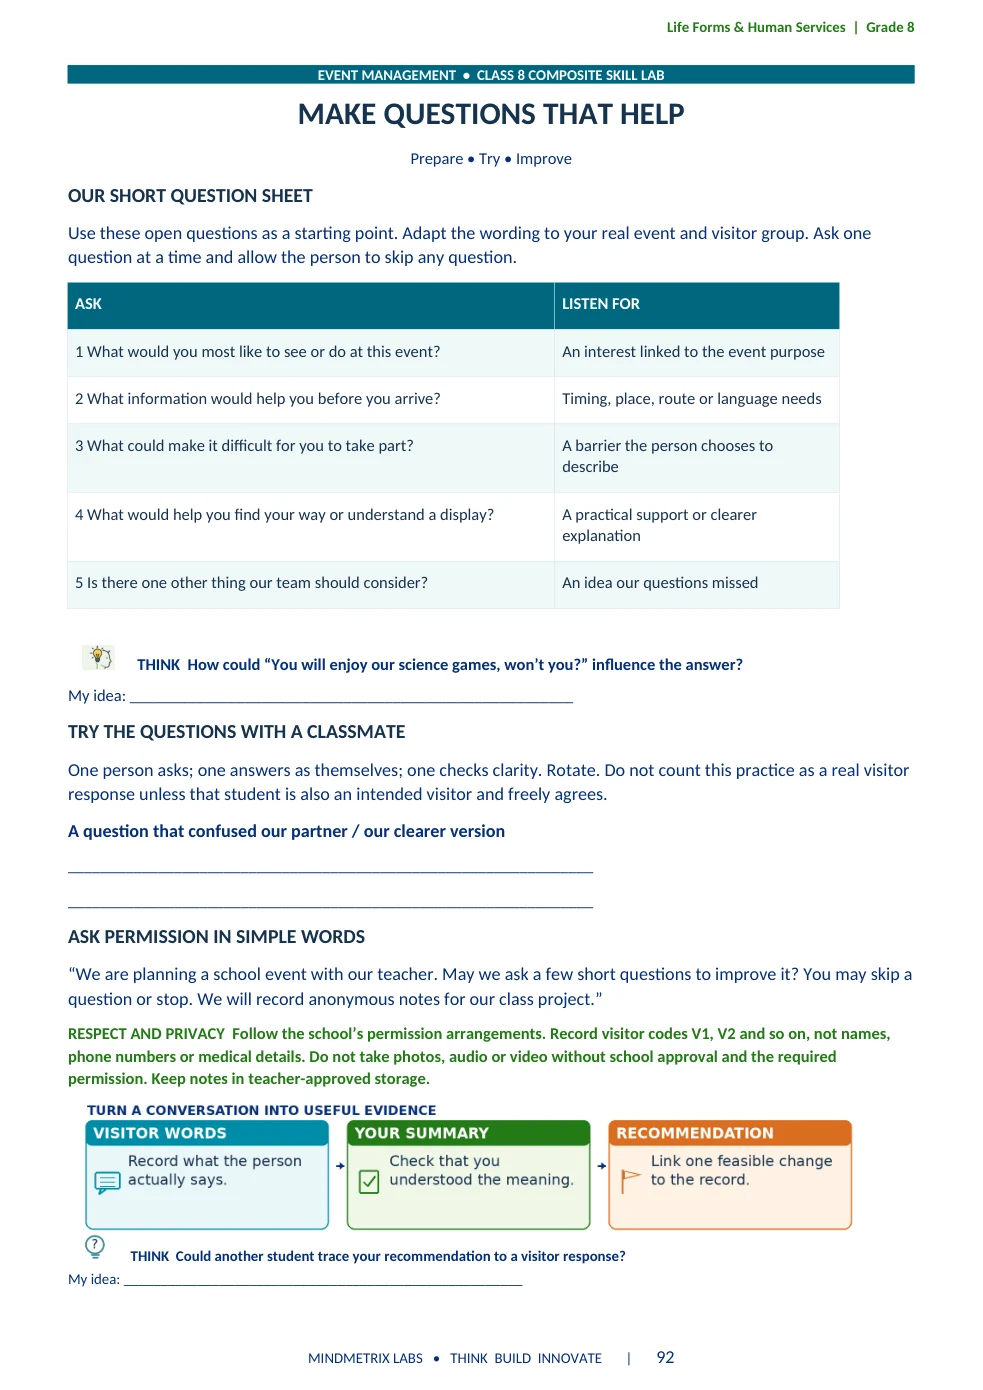 Life Forms & Human Services | Grade 8
EVENT MANAGEMENT ● CLASS 8 COMPOSITE SKILL LAB
MAKE QUESTIONS THAT HELP
Prepare • Try • Improve
OUR SHORT QUESTION SHEET
Use these open questions as a starting point. Adapt the wording to your real event and visitor group. Ask one
question at a time and allow the person to skip any question.
ASK LISTEN FOR
1 What would you most like to see or do at this event? An interest linked to the event purpose
2 What information would help you before you arrive? Timing, place, route or language needs
3 What could make it difficult for you to take part? A barrier the person chooses to
describe
4 What would help you find your way or understand a display? A practical support or clearer
explanation
5 Is there one other thing our team should consider? An idea our questions missed
THINK How could “You will enjoy our science games, won’t you?” influence the answer?
My idea: ______________________________________________________
TRY THE QUESTIONS WITH A CLASSMATE
One person asks; one answers as themselves; one checks clarity. Rotate. Do not count this practice as a real visitor
response unless that student is also an intended visitor and freely agrees.
A question that confused our partner / our clearer version
________________________________________________________________
________________________________________________________________
ASK PERMISSION IN SIMPLE WORDS
“We are planning a school event with our teacher. May we ask a few short questions to improve it? You may skip a
question or stop. We will record anonymous notes for our class project.”
RESPECT AND PRIVACY Follow the school’s permission arrangements. Record visitor codes V1, V2 and so on, not names,
phone numbers or medical details. Do not take photos, audio or video without school approval and the required
permission. Keep notes in teacher-approved storage.
TURN A CONVERSATION INTO USEFUL EVIDENCE
VISITOR WORDS
Record what the person
actually says.
YOUR SUMMARY
Check that you
understood the meaning.
RECOMMENDATION
Link one feasible change
to the record.
?
THINK Could another student trace your recommendation to a visitor response?
My idea: ______________________________________________________
MINDMETRIX LABS ● THINK BUILD INNOVATE | 92